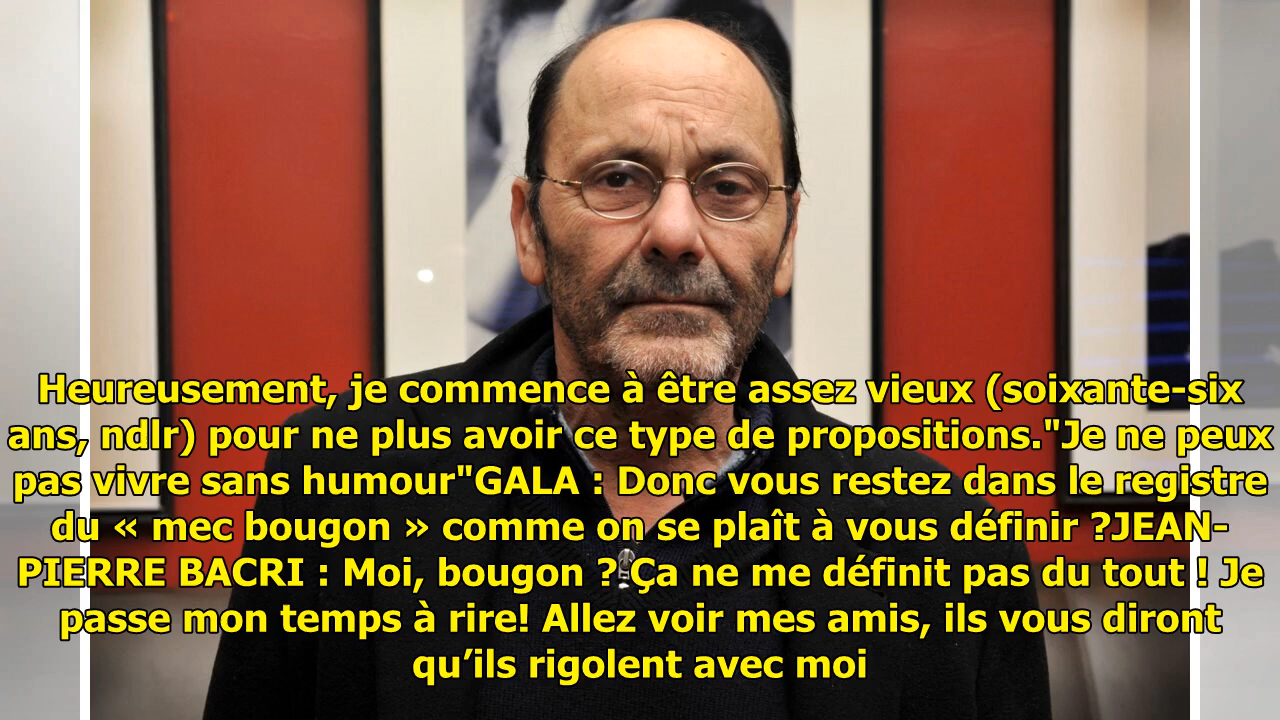 Heureusement, je commence à être assez vieux (soixante-six
ans, ndlr) pour ne plus avoir ce type de propositions."Je ne peux
pas vivre sans humour"GALA : Donc vous restez dans le registre
du « mec bougon » comme on se plaît à vous définir ?JEAN-
PIERRE BACRI : Moi, bougon ? Ça ne me définit pas du tout ! Je
passe mon temps à rire! Allez voir mes amis, ils vous diront
qu’ils rigolent avec moi